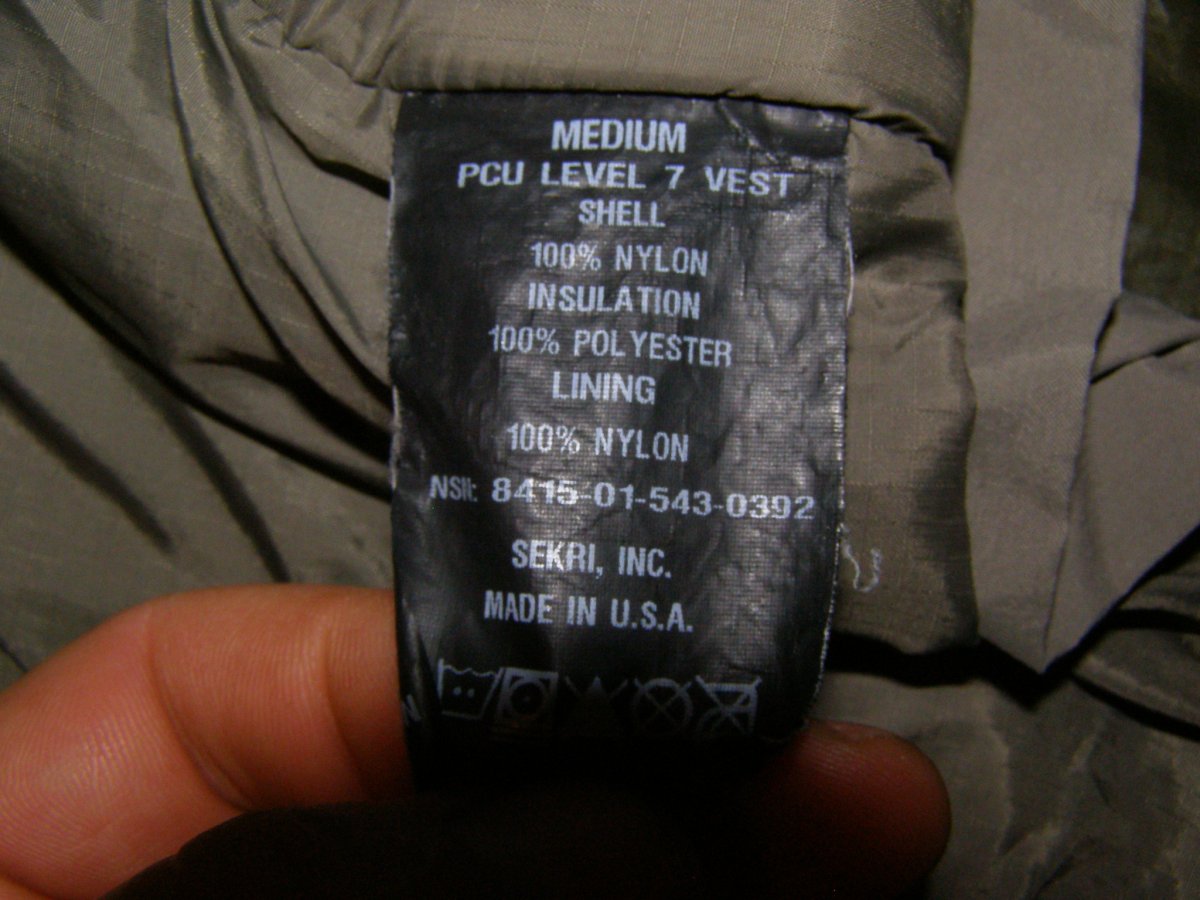 MEDIUM
PCU LEVEL 7 VEST
SHELL
100% NYLON
INSULATION
100% POLYESTER
LINING
100% NYLON
NSN: 8415-01-543-0392
SEKRI, INC.
MADE IN U.S.A.